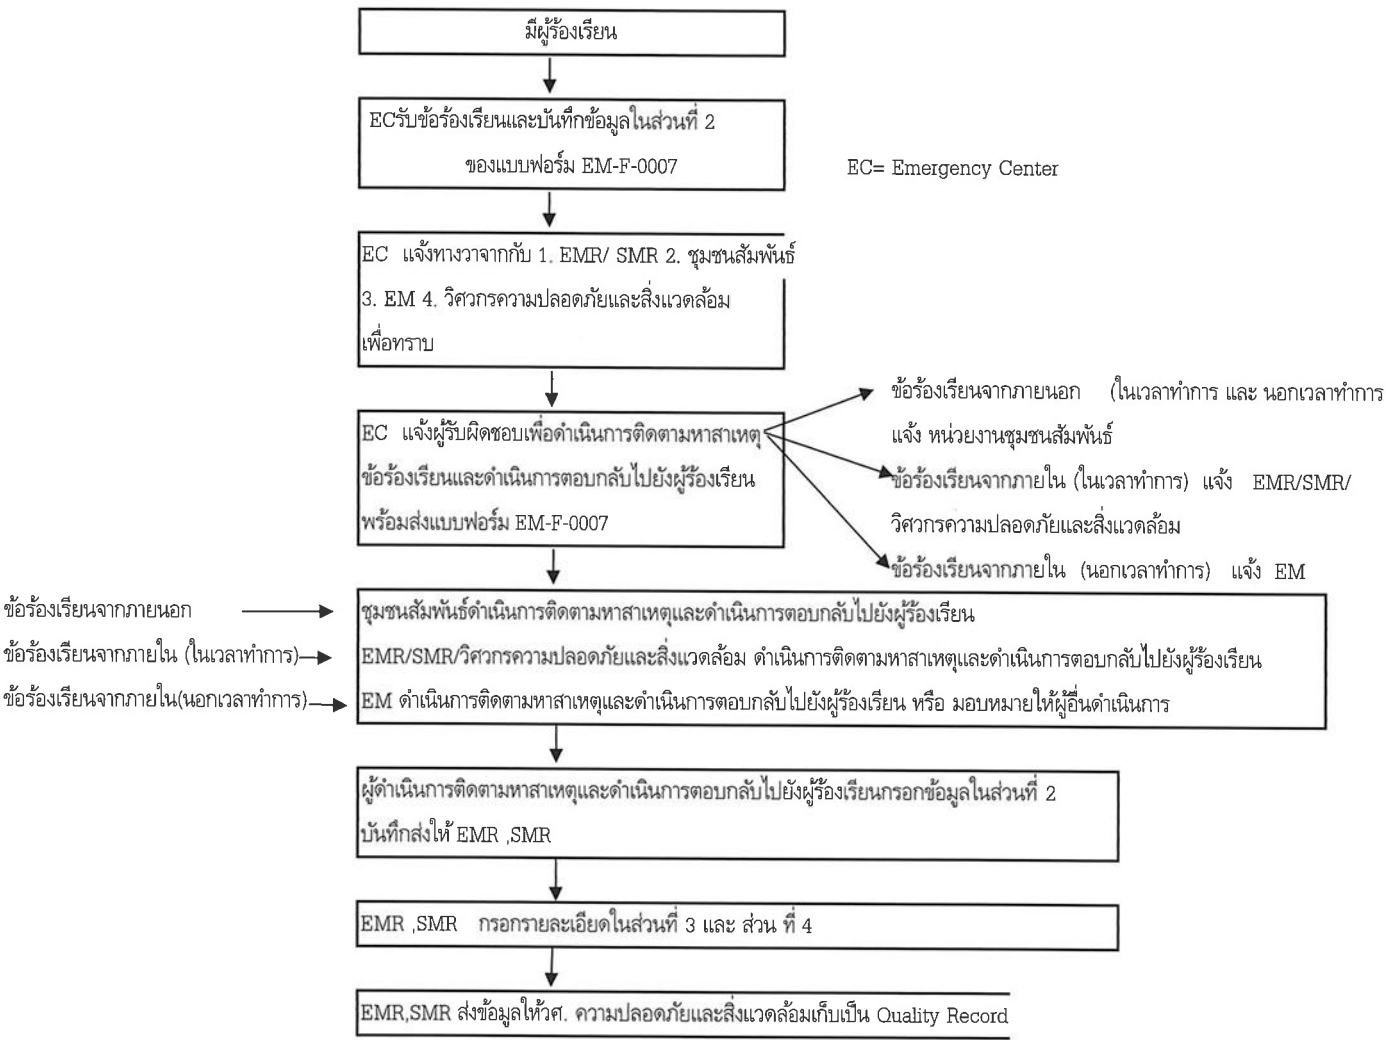 มีผู้ร้องเรียน
ECรับข้อร้องเรียนและบันทึกข้อมูลในส่วนที่ 2
ของแบบฟอร์ม EM-F-0007
EC= Emergency Center
EC แจ้งทางวาจากกับ 1. EMR/ SMR 2. ชุมชนสัมพันธ์
3. EM 4. วิศวกรความปลอดภัยและสิ่งแวดล้อม
เพื่อทราบ
EC แจ้งผู้รับผิดชอบเพื่อดำเนินการติดตามหาสาเหตุ
ข้อร้องเรียนและดำเนินการตอบกลับไปยังผู้ร้องเรียน
พร้อมส่งแบบฟอร์ม EM-F-0007
ข้อร้องเรียนจากภายนอก (ในเวลาทำการ และ นอกเวลาทำการ
แจ้ง หน่วยงานชุมชนสัมพันธ์
ข้อร้องเรียนจากภายใน (ในเวลาทำการ) แจ้ง EMR/SMR/
วิศวกรความปลอดภัยและสิ่งแวดล้อม
ข้อร้องเรียนจากภายใน (นอกเวลาทำการ) แจ้ง EM
ข้อร้องเรียนจากภายนอก
ข้อร้องเรียนจากภายใน (ในเวลาทำการ)
ข้อร้องเรียนจากภายใน(นอกเวลาทำการ)
ชุมชนสัมพันธ์ดำเนินการติดตามหาสาเหตุและดำเนินการตอบกลับไปยังผู้ร้องเรียน
EMR/SMR/วิศวกรความปลอดภัยและสิ่งแวดล้อม ดำเนินการติดตามหาสาเหตุและดำเนินการตอบกลับไปยังผู้ร้องเรียน
EM ดำเนินการติดตามหาสาเหตุและดำเนินการตอบกลับไปยังผู้ร้องเรียน หรือ มอบหมายให้ผู้อื่นดำเนินการ
ผู้ดำเนินการติดตามหาสาเหตุและดำเนินการตอบกลับไปยังผู้ร้องเรียนกรอกข้อมูลในส่วนที่ 2
บันทึกส่งให้ EMR ,SMR
EMR ,SMR กรอกรายละเอียดในส่วนที่ 3 และ ส่วน ที่ 4
EMR,SMR ส่งข้อมูลให้วศ. ความปลอดภัยและสิ่งแวดล้อมเก็บเป็น Quality Record